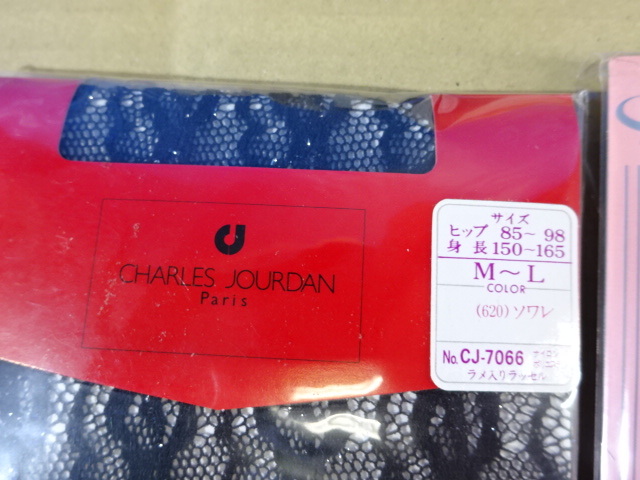 CHARLES JOURDAN
Paris
サイズ
ヒップ 85～ 98
身 長 150～165
M～L
COLOR
(620) ソワレ
No. CJ-7066
ラメ入りラッセル